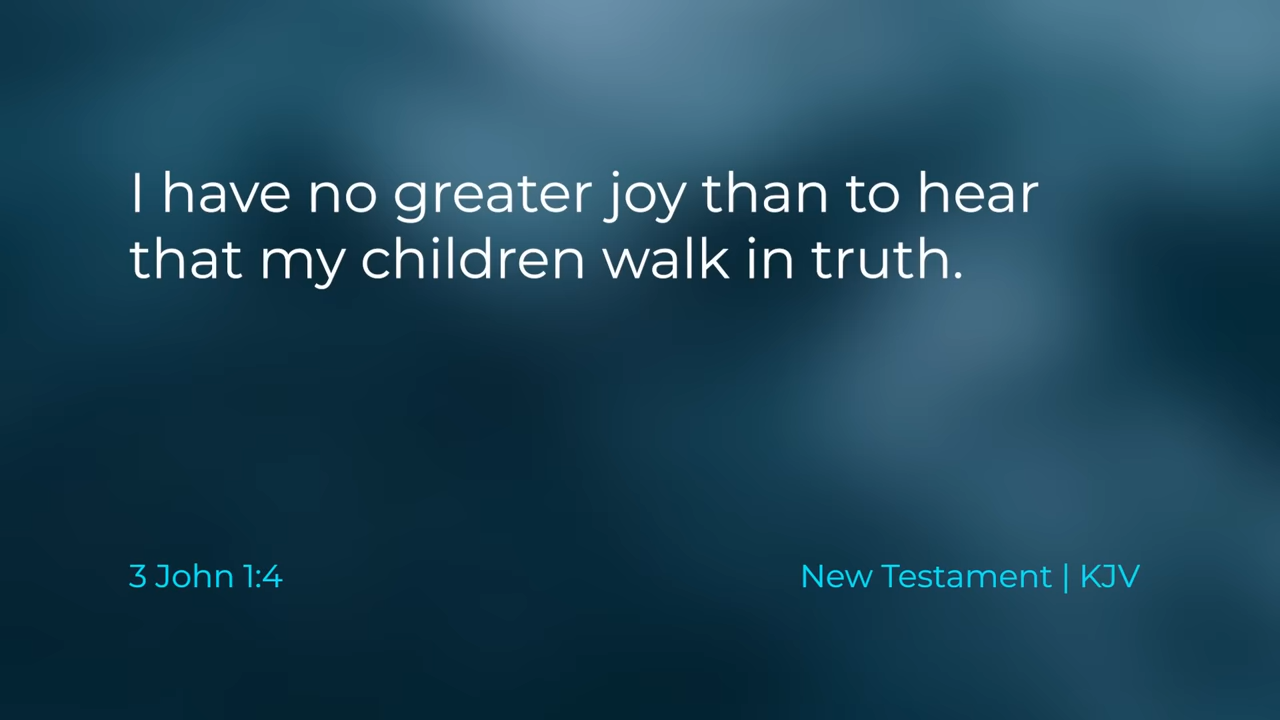 I have no greater joy than to hear
that my children walk in truth.
3 John 1:4
New Testament | KJV